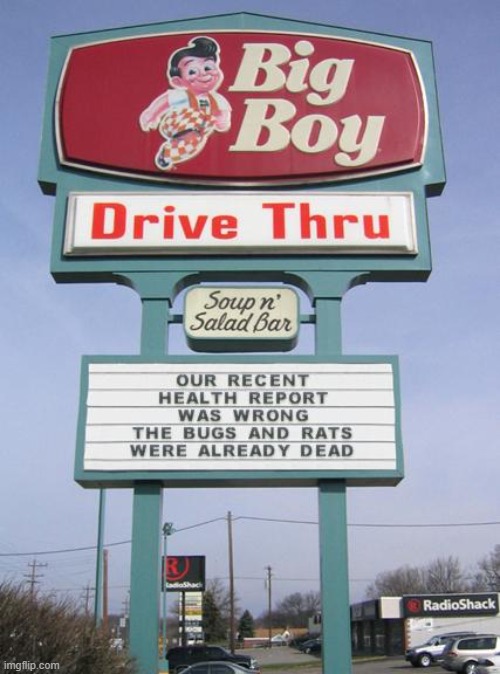 Big
Boy
Drive Thru
Soup n'
Salad Bar
OUR RECENT
HEALTH REPORT
WAS WRONG
THE BUGS AND RATS
WERE ALREADY DEAD
R
RadioShack
R RadioShack
imgflip.com